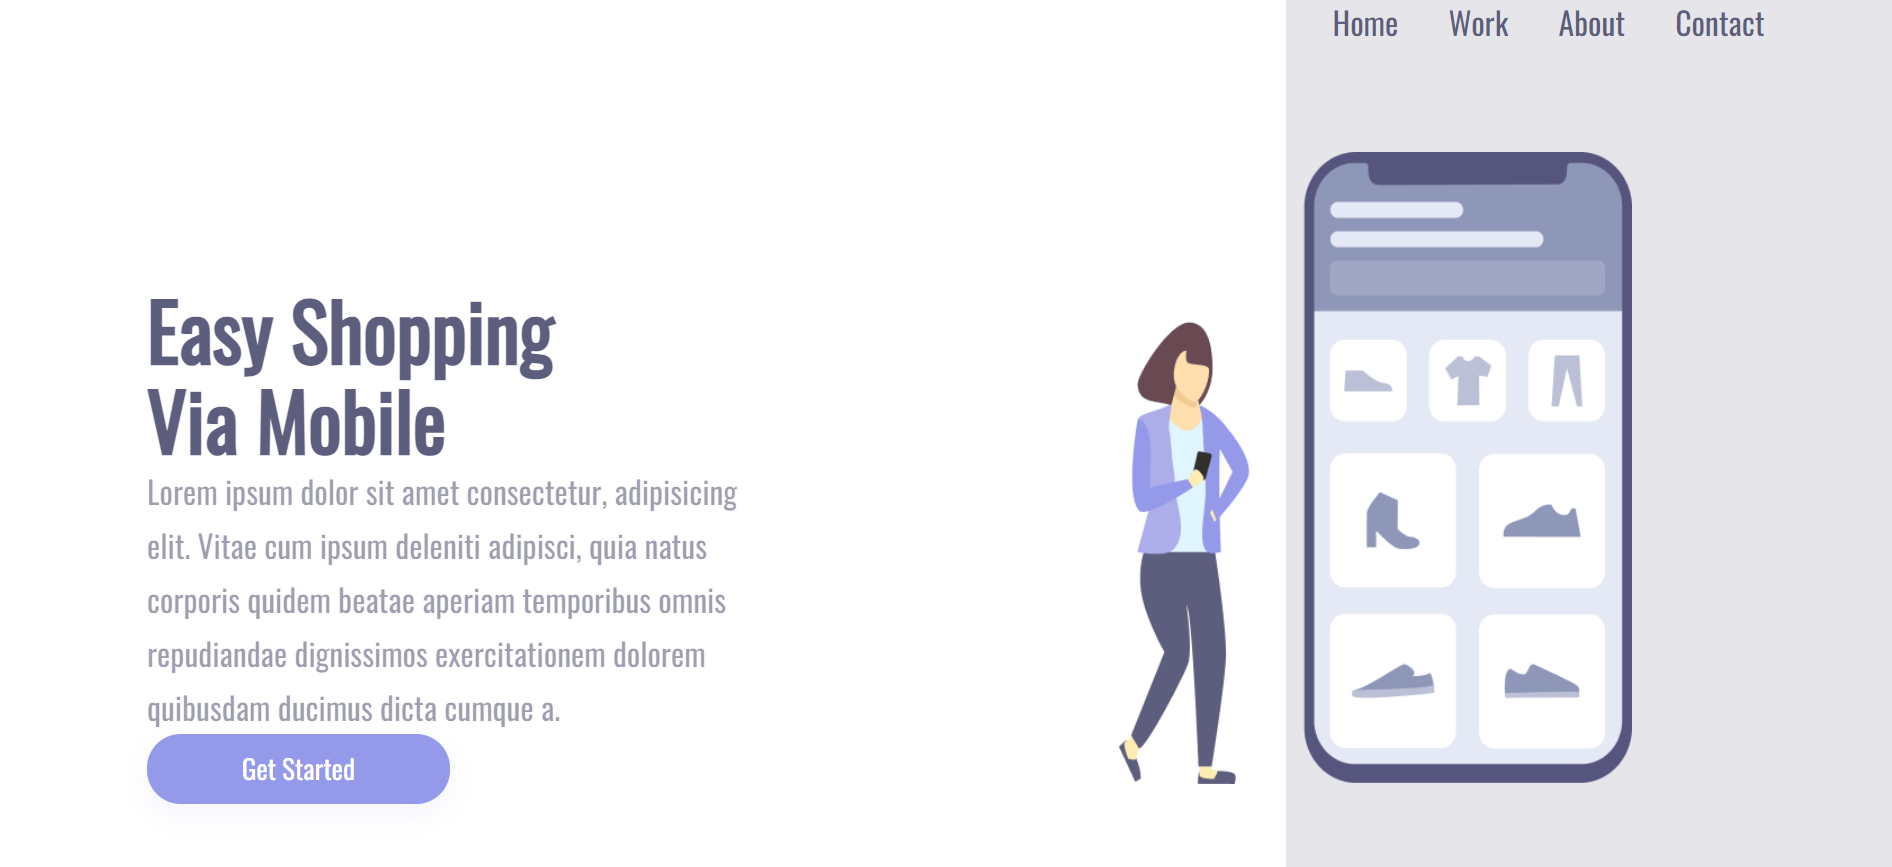 Home Work About Contact
Easy Shopping
Via Mobile
Lorem ipsum dolor sit amet consectetur, adipisicing
elit. Vitae cum ipsum deleniti adipisci, quia natus
corporis quidem beatae aperiam temporibus omnis
repudiandae dignissimos exercitationem dolorem
quibusdam ducimus dicta cumque a.
Get Started